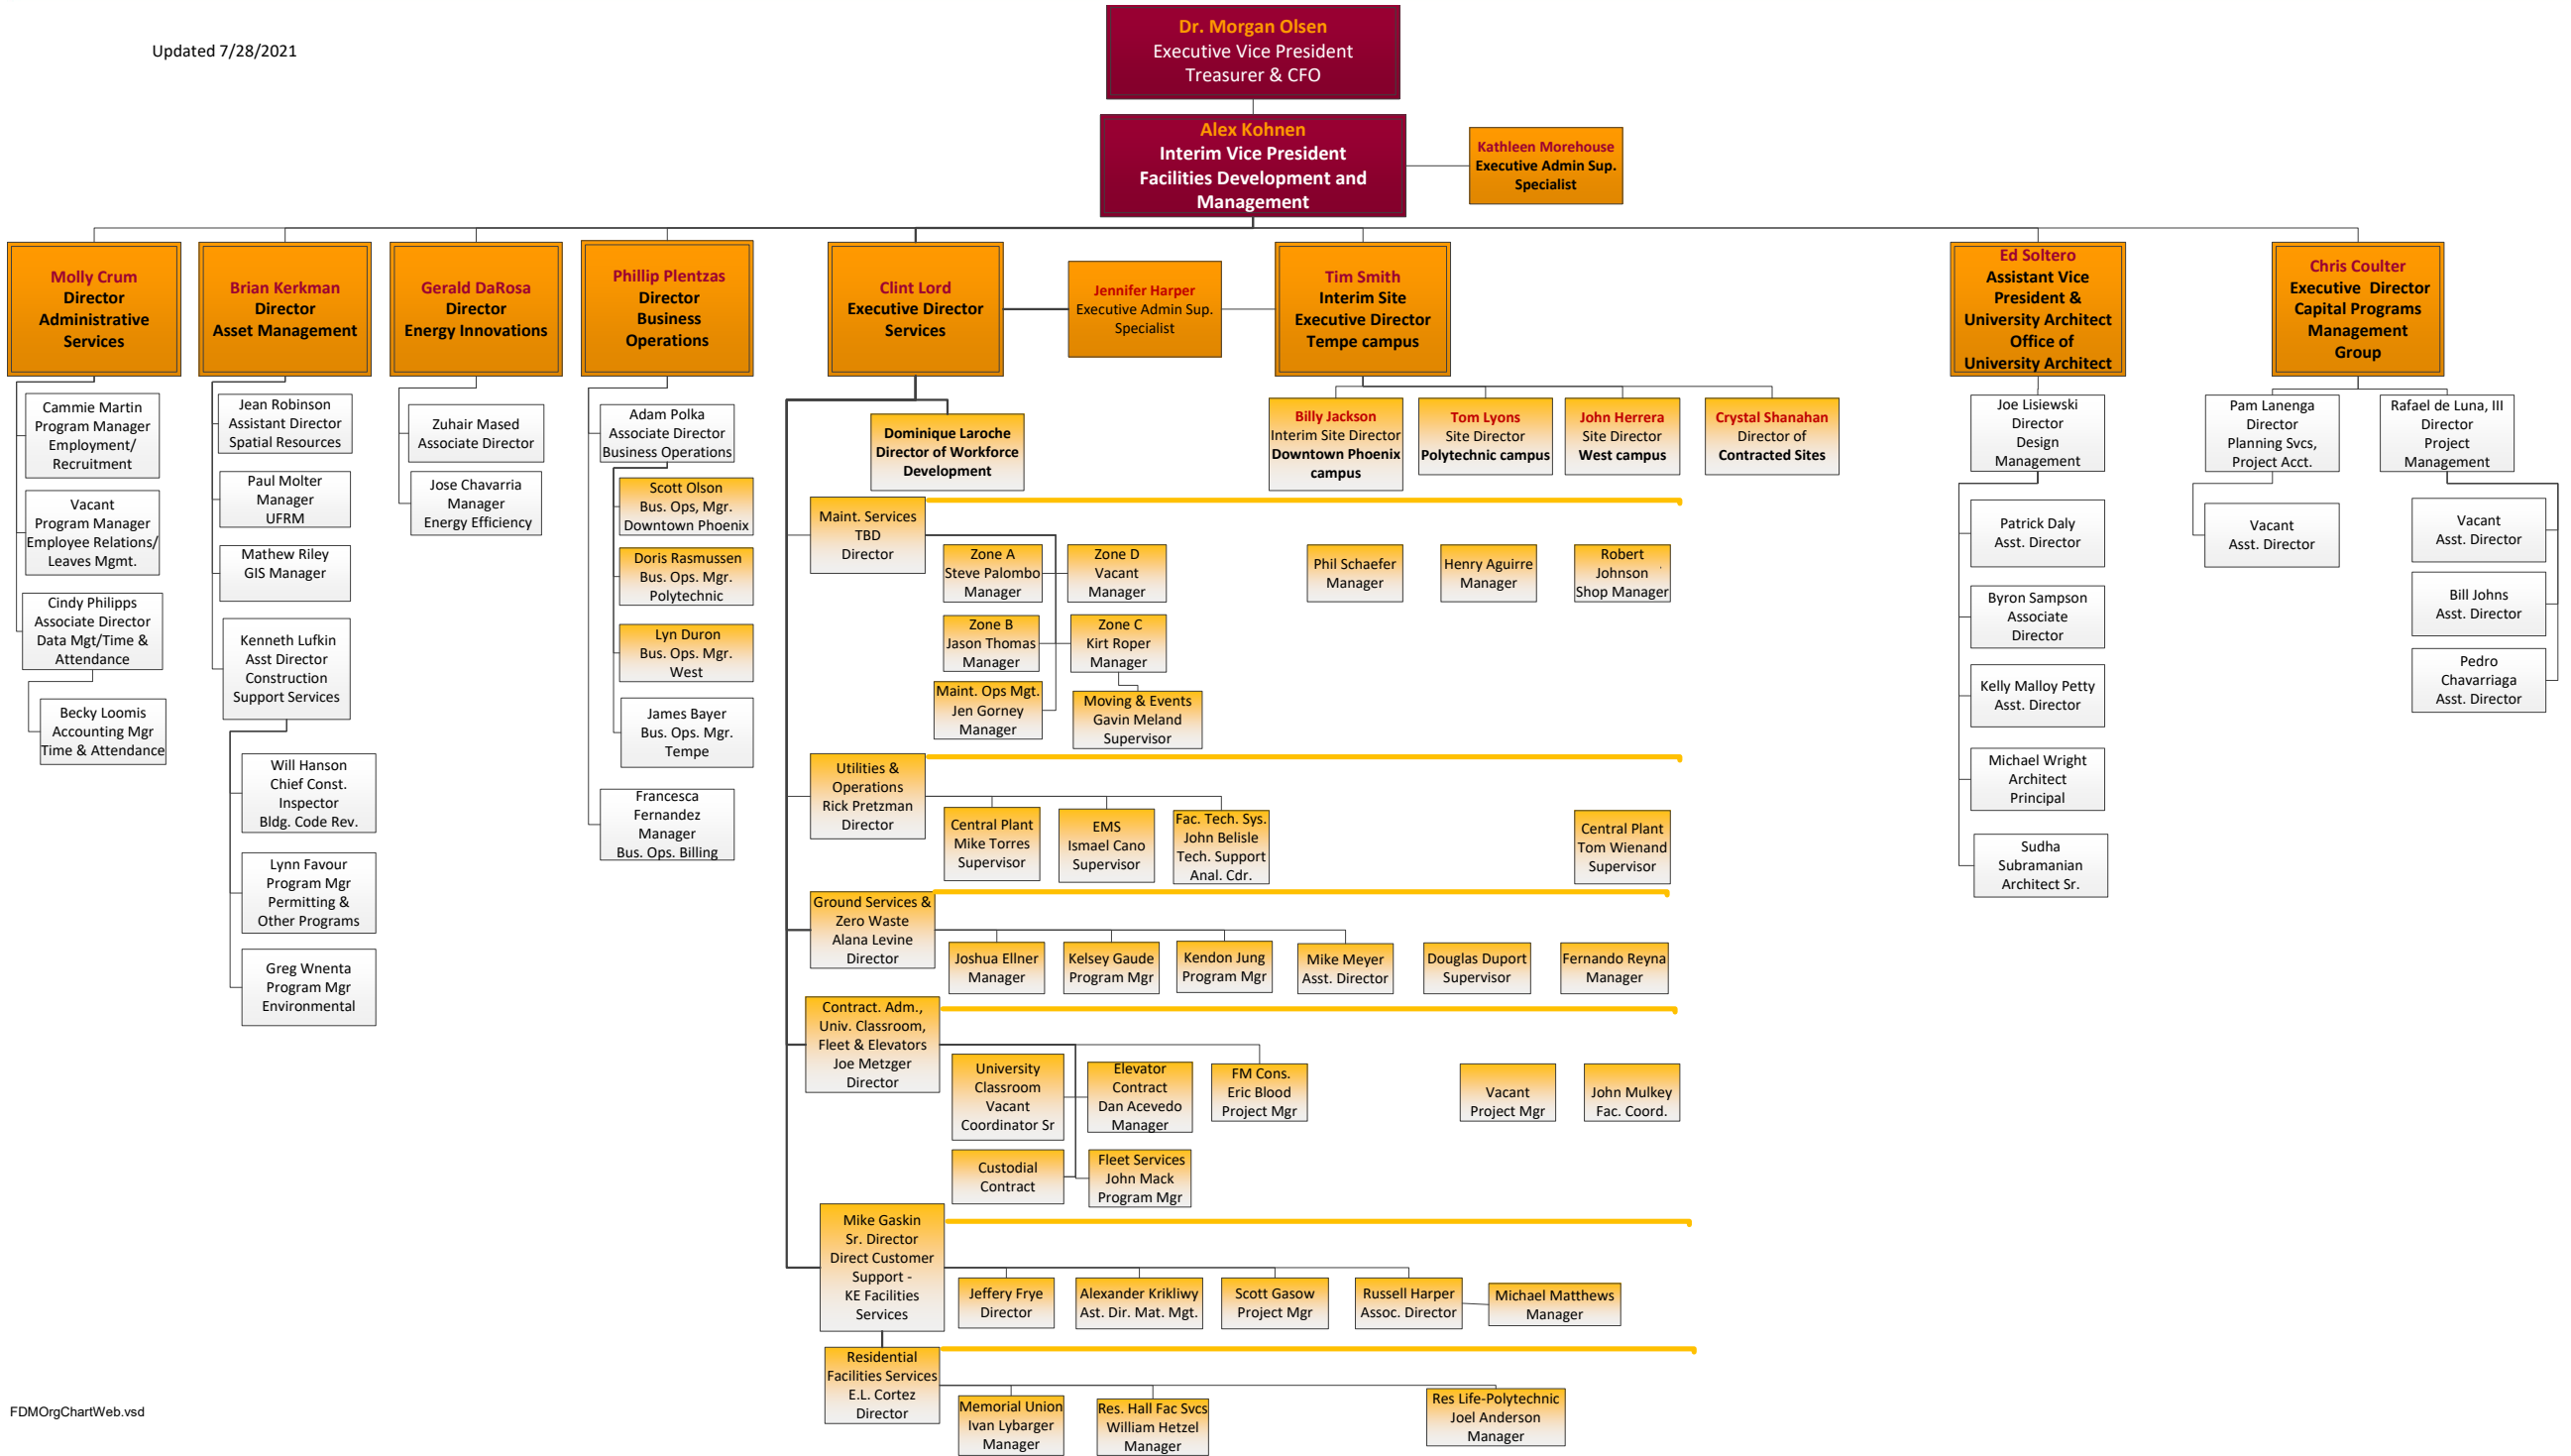 Updated 7/28/2021
Dr. Morgan Olsen
Executive Vice President
Treasurer & CFO
Alex Kohnen
Interim Vice President
Facilities Development and
Management
Kathleen Morehouse
Executive Admin Sup.
Specialist
Molly Crum
Director
Administrative
Services
Brian Kerkman
Director
Asset Management
Gerald DaRosa
Director
Energy Innovations
Phillip Plentzas
Director
Business
Operations
Clint Lord
Executive Director
Services
Jennifer Harper
Executive Admin Sup.
Specialist
Tim Smith
Interim Site
Executive Director
Tempe campus
Ed Soltero
Assistant Vice
President &
University Architect
Office of
University Architect
Chris Coulter
Executive Director
Capital Programs
Management
Group
Cammie Martin
Program Manager
Employment/
Recruitment
Vacant
Program Manager
Employee Relations/
Leaves Mgmt.
Cindy Philipps
Associate Director
Data Mgt/Time &
Attendance
Becky Loomis
Accounting Mgr
Time & Attendance
Jean Robinson
Assistant Director
Spatial Resources
Paul Molter
Manager
UFRM
Mathew Riley
GIS Manager
Kenneth Lufkin
Asst Director
Construction
Support Services
Will Hanson
Chief Const.
Inspector
Bldg. Code Rev.
Lynn Favour
Program Mgr
Permitting &
Other Programs
Greg Wnenta
Program Mgr
Environmental
Zuhair Mased
Associate Director
Jose Chavarria
Manager
Energy Efficiency
Adam Polka
Associate Director
Business Operations
Scott Olson
Bus. Ops, Mgr.
Downtown Phoenix
Doris Rasmussen
Bus. Ops. Mgr.
Polytechnic
Lyn Duron
Bus. Ops. Mgr.
West
James Bayer
Bus. Ops. Mgr.
Tempe
Francesca
Fernandez
Manager
Bus. Ops. Billing
Dominique Laroche
Director of Workforce
Development
Billy Jackson
Interim Site Director
Downtown Phoenix
campus
Tom Lyons
Site Director
Polytechnic campus
John Herrera
Site Director
West campus
Crystal Shanahan
Director of
Contracted Sites
Maint. Services
TBD
Director
Zone A
Steve Palombo
Manager
Zone D
Vacant
Manager
Zone B
Jason Thomas
Manager
Zone C
Kirt Roper
Manager
Maint. Ops Mgt.
Jen Gorney
Manager
Moving & Events
Gavin Meland
Supervisor
Phil Schaefer
Manager
Henry Aguirre
Manager
Robert
Johnson
Shop Manager
Utilities &
Operations
Rick Pretzman
Director
Central Plant
Mike Torres
Supervisor
EMS
Ismael Cano
Supervisor
Fac. Tech. Sys.
John Belisle
Tech. Support
Anal. Cdr.
Central Plant
Tom Wienand
Supervisor
Ground Services &
Zero Waste
Alana Levine
Director
Joshua Ellner
Manager
Kelsey Gaude
Program Mgr
Kendon Jung
Program Mgr
Mike Meyer
Asst. Director
Douglas Duport
Supervisor
Fernando Reyna
Manager
Contract. Adm.,
Univ. Classroom,
Fleet & Elevators
Joe Metzger
Director
University
Classroom
Vacant
Coordinator Sr
Elevator
Contract
Dan Acevedo
Manager
FM Cons.
Eric Blood
Project Mgr
Vacant
Project Mgr
John Mulkey
Fac. Coord.
Custodial
Contract
Fleet Services
John Mack
Program Mgr
Mike Gaskin
Sr. Director
Direct Customer
Support -
KE Facilities
Services
Jeffery Frye
Director
Alexander Krikliwy
Ast. Dir. Mat. Mgt.
Scott Gasow
Project Mgr
Russell Harper
Assoc. Director
Michael Matthews
Manager
Residential
Facilities Services
E.L. Cortez
Director
Memorial Union
Ivan Lybarger
Manager
Res. Hall Fac Svcs
William Hetzel
Manager
Res Life-Polytechnic
Joel Anderson
Manager
Joe Lisiewski
Director
Design
Management
Patrick Daly
Asst. Director
Byron Sampson
Associate
Director
Kelly Malloy Petty
Asst. Director
Michael Wright
Architect
Principal
Sudha
Subramanian
Architect Sr.
Pam Lanenga
Director
Planning Svcs,
Project Acct.
Vacant
Asst. Director
Rafael de Luna, III
Director
Project
Management
Vacant
Asst. Director
Bill Johns
Asst. Director
Pedro
Chavarriaga
Asst. Director
FDMOrgChartWeb.vsd